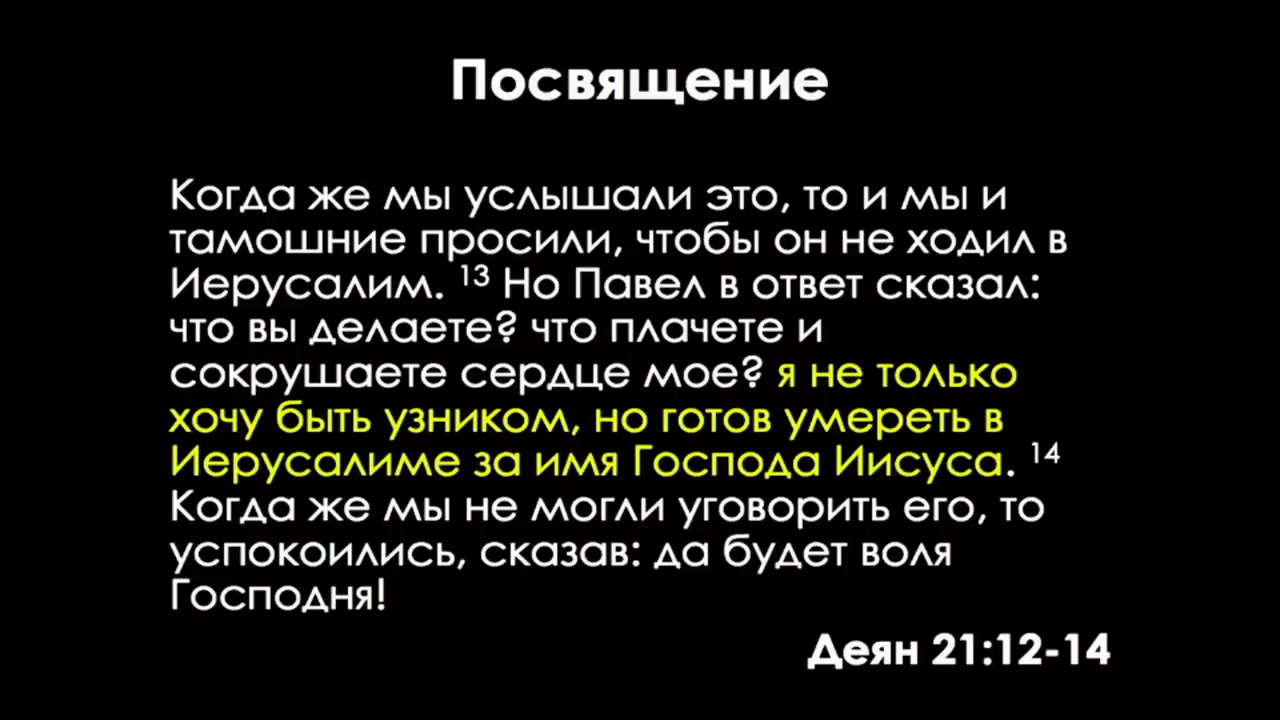 Посвящение
Когда же мы услышали это, то и мы и
тамошние просили, чтобы он не ходил в
Иерусалим. ¹³ Но Павел в ответ сказал:
что вы делаете? что плачете и
сокрушаете сердце мое? я не только
хочу быть узником, но готов умереть в
Иерусалиме за имя Господа Иисуса. ¹⁴
Когда же мы не могли уговорить его, то
успокоились, сказав: да будет воля
Господня!
Деян 21:12-14